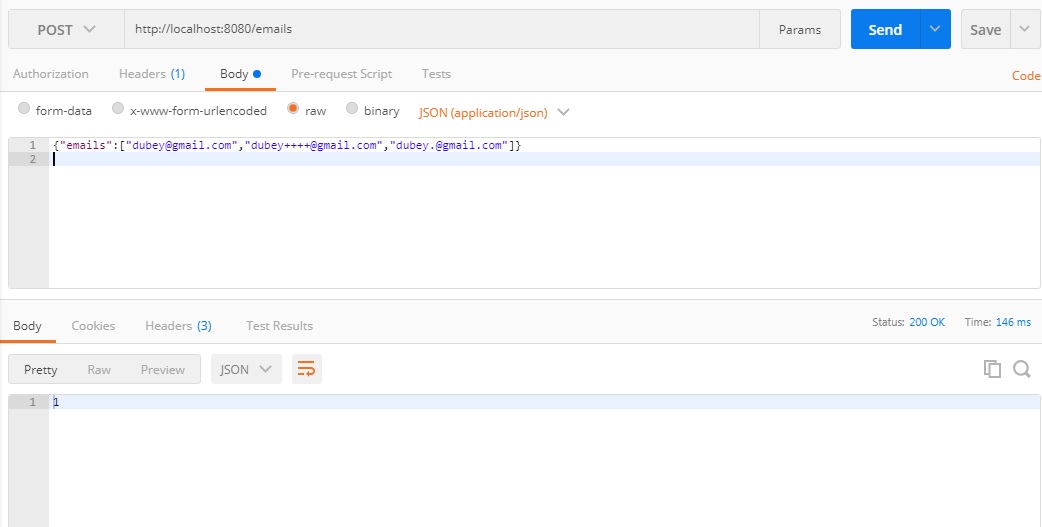 POST http://localhost:8080/emails Params Send Save
Authorization Headers (1) Body Pre-request Script Tests Code
form-data x-www-form-urlencoded raw binary JSON (application/json)
1 {"emails":["dubey@gmail.com","dubey++++@gmail.com","dubey.@gmail.com"]}
2
Body Cookies Headers (3) Test Results Status: 200 OK Time: 146 ms
Pretty Raw Preview JSON
1 1